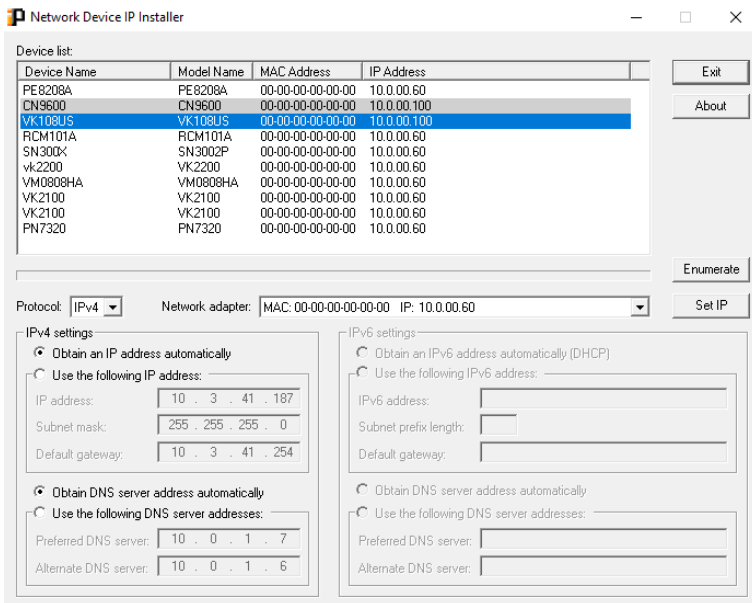 Network Device IP Installer
Device list:
Device Name Model Name MAC Address IP Address
PE8208A PE8208A 00-00-00-00-00-00 10.0.00.60
CN9600 CN9600 00-00-00-00-00-00 10.0.00.100
VK108US VK108US 00-00-00-00-00-00 10.0.00.100
RCM101A RCM101A 00-00-00-00-00-00 10.0.00.60
SN300X SN3002P 00-00-00-00-00-00 10.0.00.60
vk2200 VK2200 00-00-00-00-00-00 10.0.00.60
VM0808HA VM0808HA 00-00-00-00-00-00 10.0.00.60
VK2100 VK2100 00-00-00-00-00-00 10.0.00.60
VK2100 VK2100 00-00-00-00-00-00 10.0.00.60
PN7320 PN7320 00-00-00-00-00-00 10.0.00.60
Exit
About
Enumerate
Protocol: IPv4 Network adapter: MAC: 00-00-00-00-00-00 IP: 10.0.00.60 Set IP
IPv4 settings
Obtain an IP address automatically
Use the following IP address:
IP address: 10 . 3 . 41 . 187
Subnet mask: 255 . 255 . 255 . 0
Default gateway: 10 . 3 . 41 . 254
Obtain DNS server address automatically
Use the following DNS server addresses:
Preferred DNS server: 10 . 0 . 1 . 7
Alternate DNS server: 10 . 0 . 1 . 6
IPv6 settings
Obtain an IPv6 address automatically (DHCP)
Use the following IPv6 address:
IPv6 address:
Subnet prefix length:
Default gateway:
Obtain DNS server address automatically
Use the following DNS server addresses:
Preferred DNS server:
Alternate DNS server: